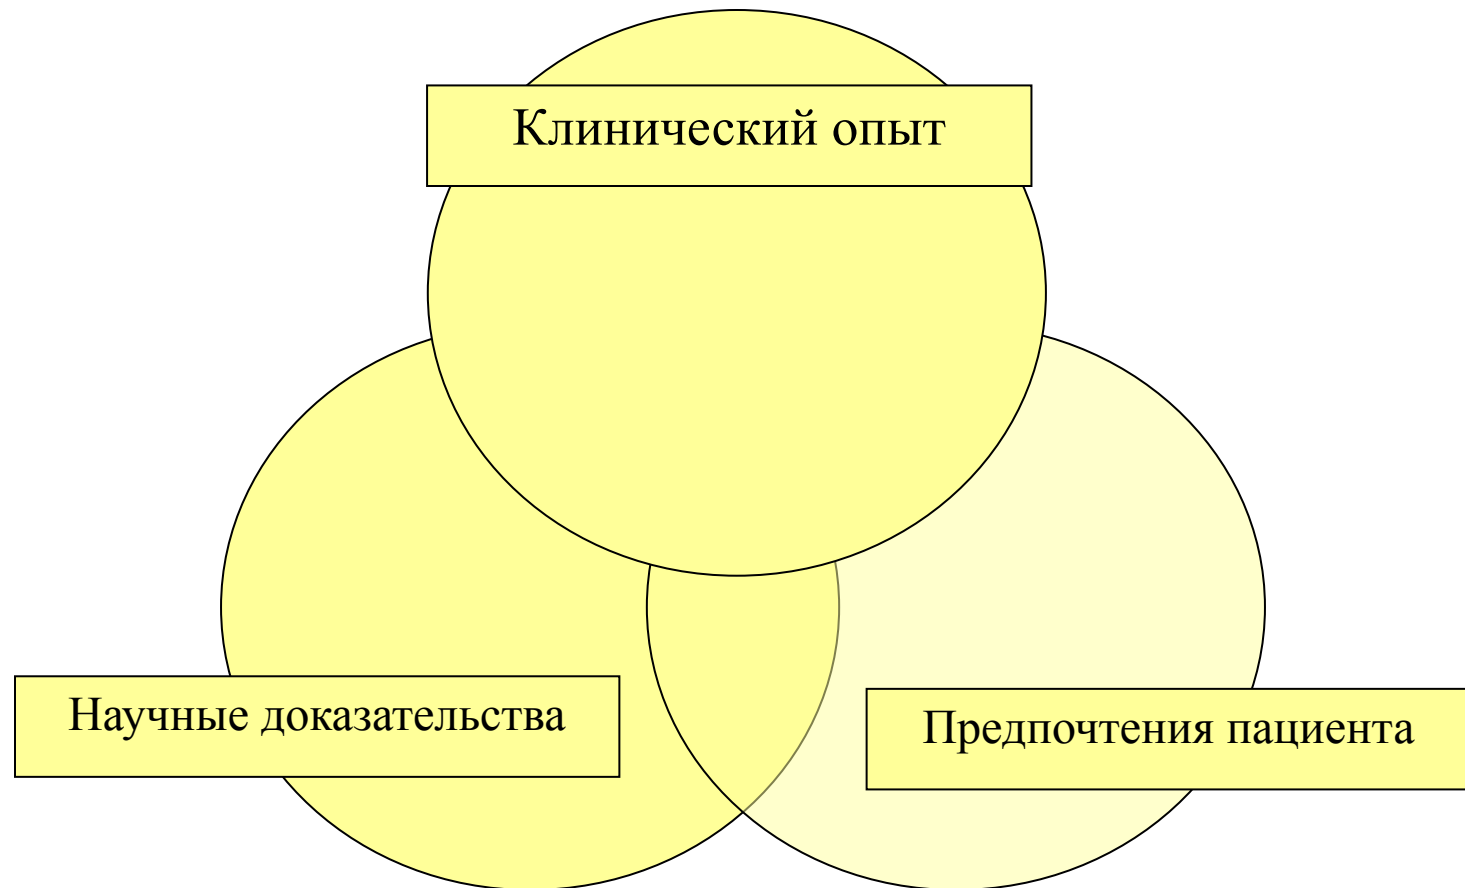 Клинический опыт
Научные доказательства
Предпочтения пациента